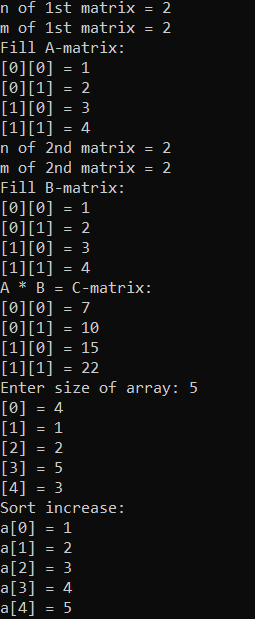 n of 1st matrix = 2
m of 1st matrix = 2
Fill A-matrix:
[0][0] = 1
[0][1] = 2
[1][0] = 3
[1][1] = 4
n of 2nd matrix = 2
m of 2nd matrix = 2
Fill B-matrix:
[0][0] = 1
[0][1] = 2
[1][0] = 3
[1][1] = 4
A * B = C-matrix:
[0][0] = 7
[0][1] = 10
[1][0] = 15
[1][1] = 22
Enter size of array: 5
[0] = 4
[1] = 1
[2] = 2
[3] = 5
[4] = 3
Sort increase:
a[0] = 1
a[1] = 2
a[2] = 3
a[3] = 4
a[4] = 5